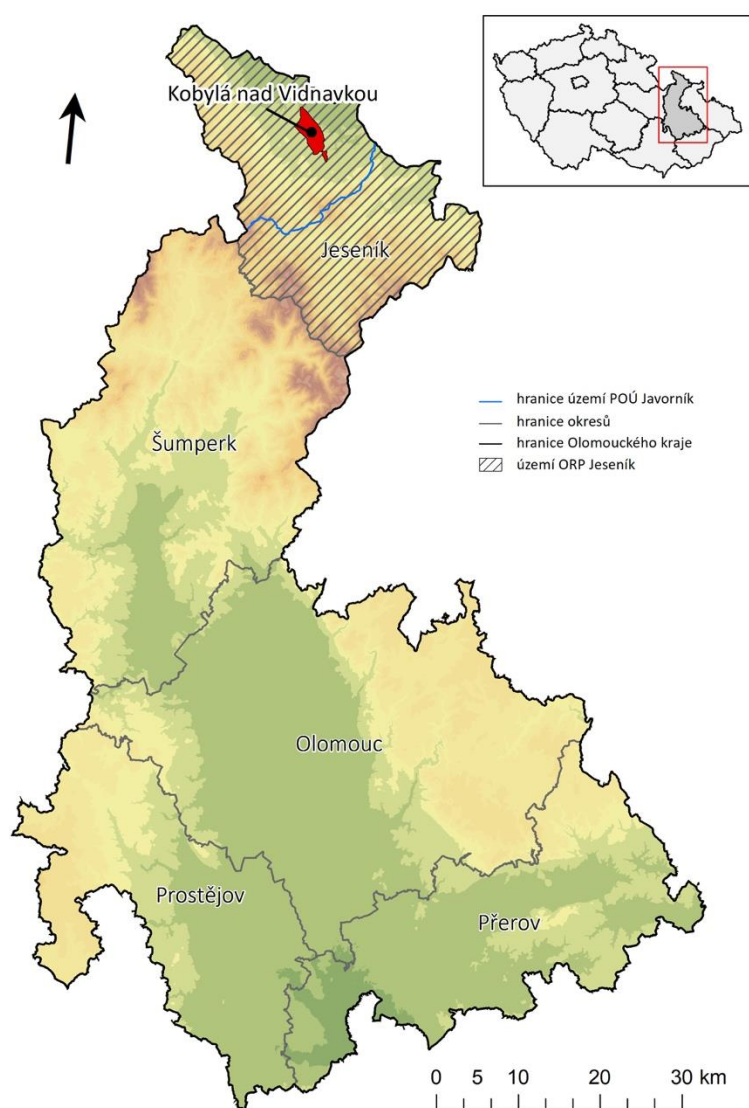 Kobylá nad Vidnavkou
Jeseník
hranice území POÚ Javorník
hranice okresů
hranice Olomouckého kraje
území ORP Jeseník
Šumperk
Olomouc
Prostějov
Přerov
0 5 10 20 30 km